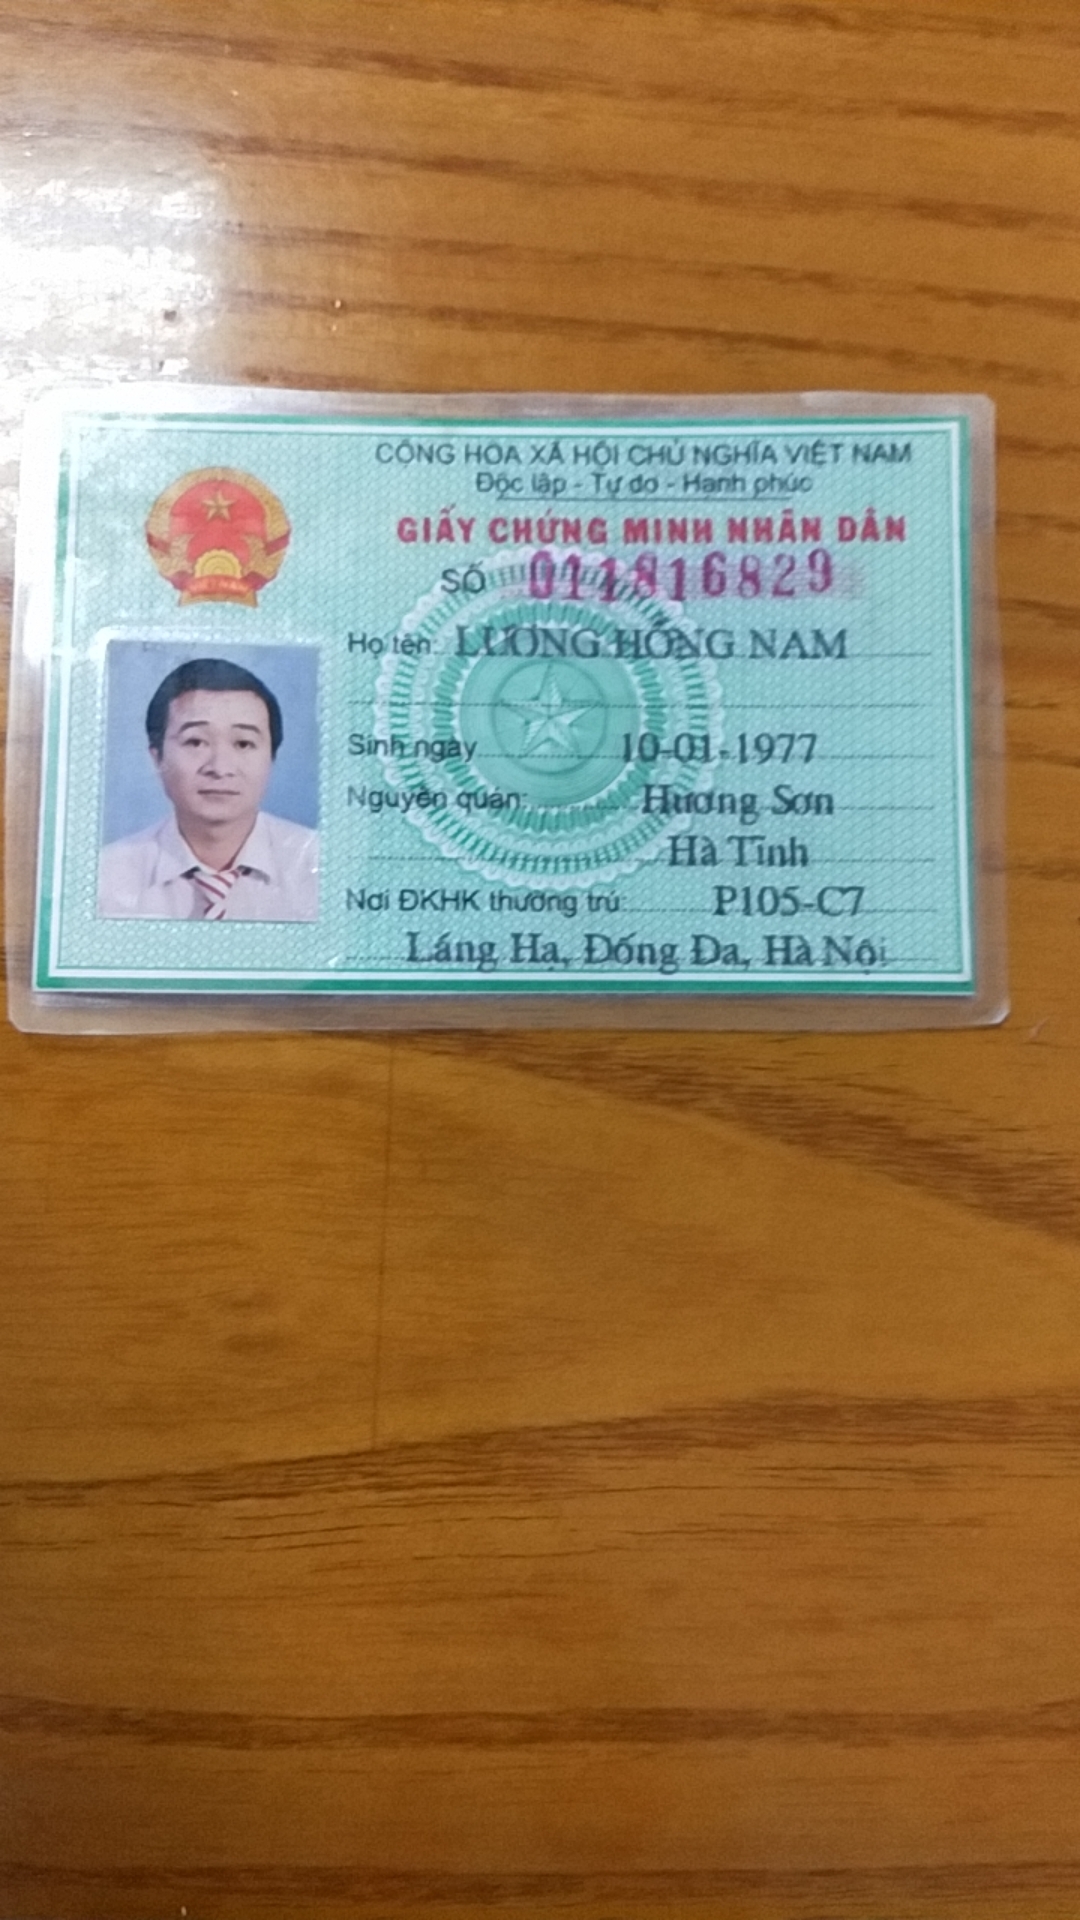 CỘNG HÒA XÃ HỘI CHỦ NGHĨA VIỆT NAM
Độc lập - Tự do - Hạnh phúc
GIẤY CHỨNG MINH NHÂN DÂN
SỐ 011816829
Họ tên: LƯƠNG HỒNG NAM
Sinh ngày 10-01-1977
Nguyên quán: Hương Sơn
Hà Tĩnh
Nơi ĐKHK thường trú: P105-C7
Láng Hạ, Đống Đa, Hà Nội